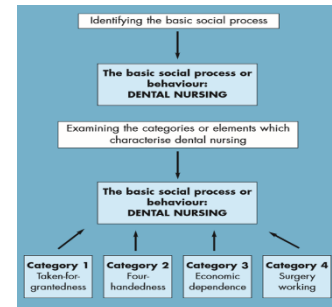 Identifying the basic social process
The basic social process or
behaviour:
DENTAL NURSING
Examining the categories or elements which
characterise dental nursing
The basic social process or
behaviour:
DENTAL NURSING
Category 1
Taken-for-
grantedness
Category 2
Four-
handedness
Category 3
Economic
dependence
Category 4
Surgery
working